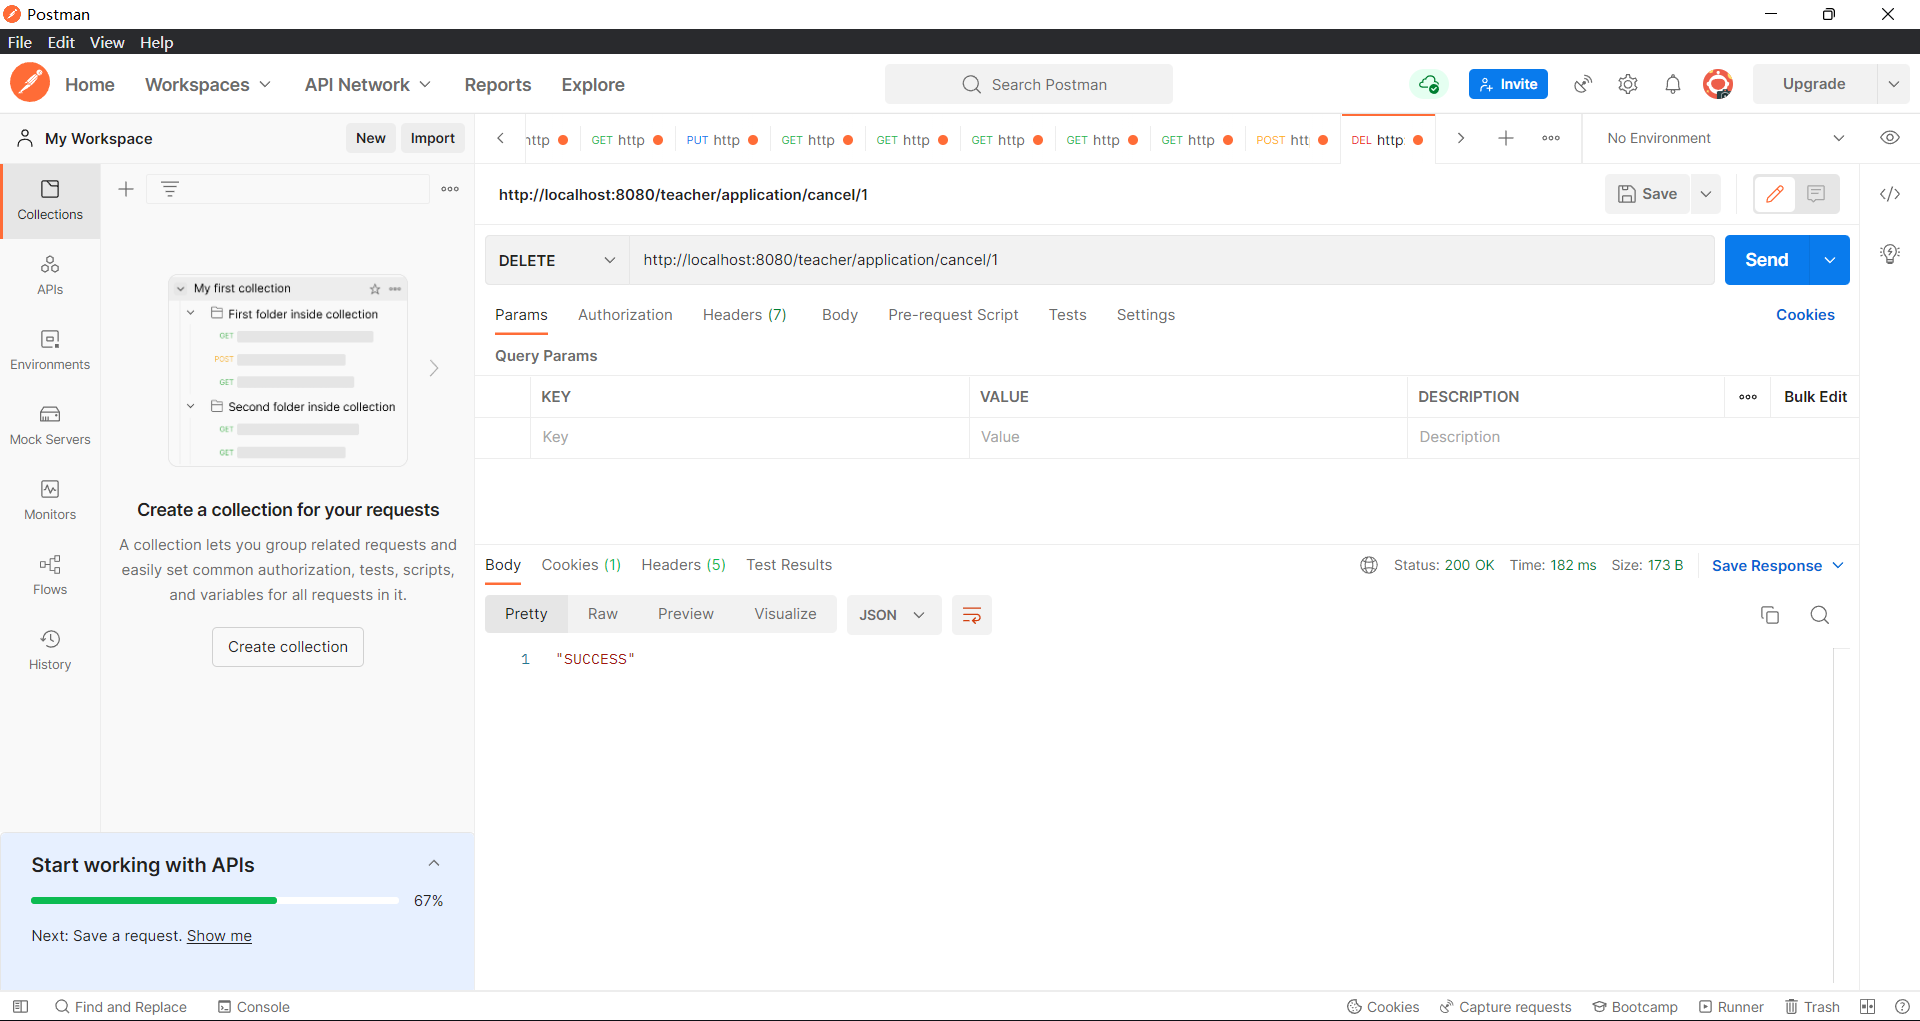 Postman
File Edit View Help
Home Workspaces API Network Reports Explore Search Postman Invite Upgrade
My Workspace New Import http GET http PUT http GET http GET http GET http GET http GET http POST htt DEL http No Environment
http://localhost:8080/teacher/application/cancel/1 Save
Collections
APIs
Environments
Mock Servers
Monitors
Flows
History
My first collection
First folder inside collection
GET
POST
GET
Second folder inside collection
GET
GET
Create a collection for your requests
A collection lets you group related requests and
easily set common authorization, tests, scripts,
and variables for all requests in it.
Create collection
DELETE http://localhost:8080/teacher/application/cancel/1 Send
Params Authorization Headers (7) Body Pre-request Script Tests Settings Cookies
Query Params
KEY VALUE DESCRIPTION Bulk Edit
Key Value Description
Body Cookies (1) Headers (5) Test Results Status: 200 OK Time: 182 ms Size: 173 B Save Response
Pretty Raw Preview Visualize JSON
1 "SUCCESS"
Start working with APIs
67%
Next: Save a request. Show me
Find and Replace Console Cookies Capture requests Bootcamp Runner Trash